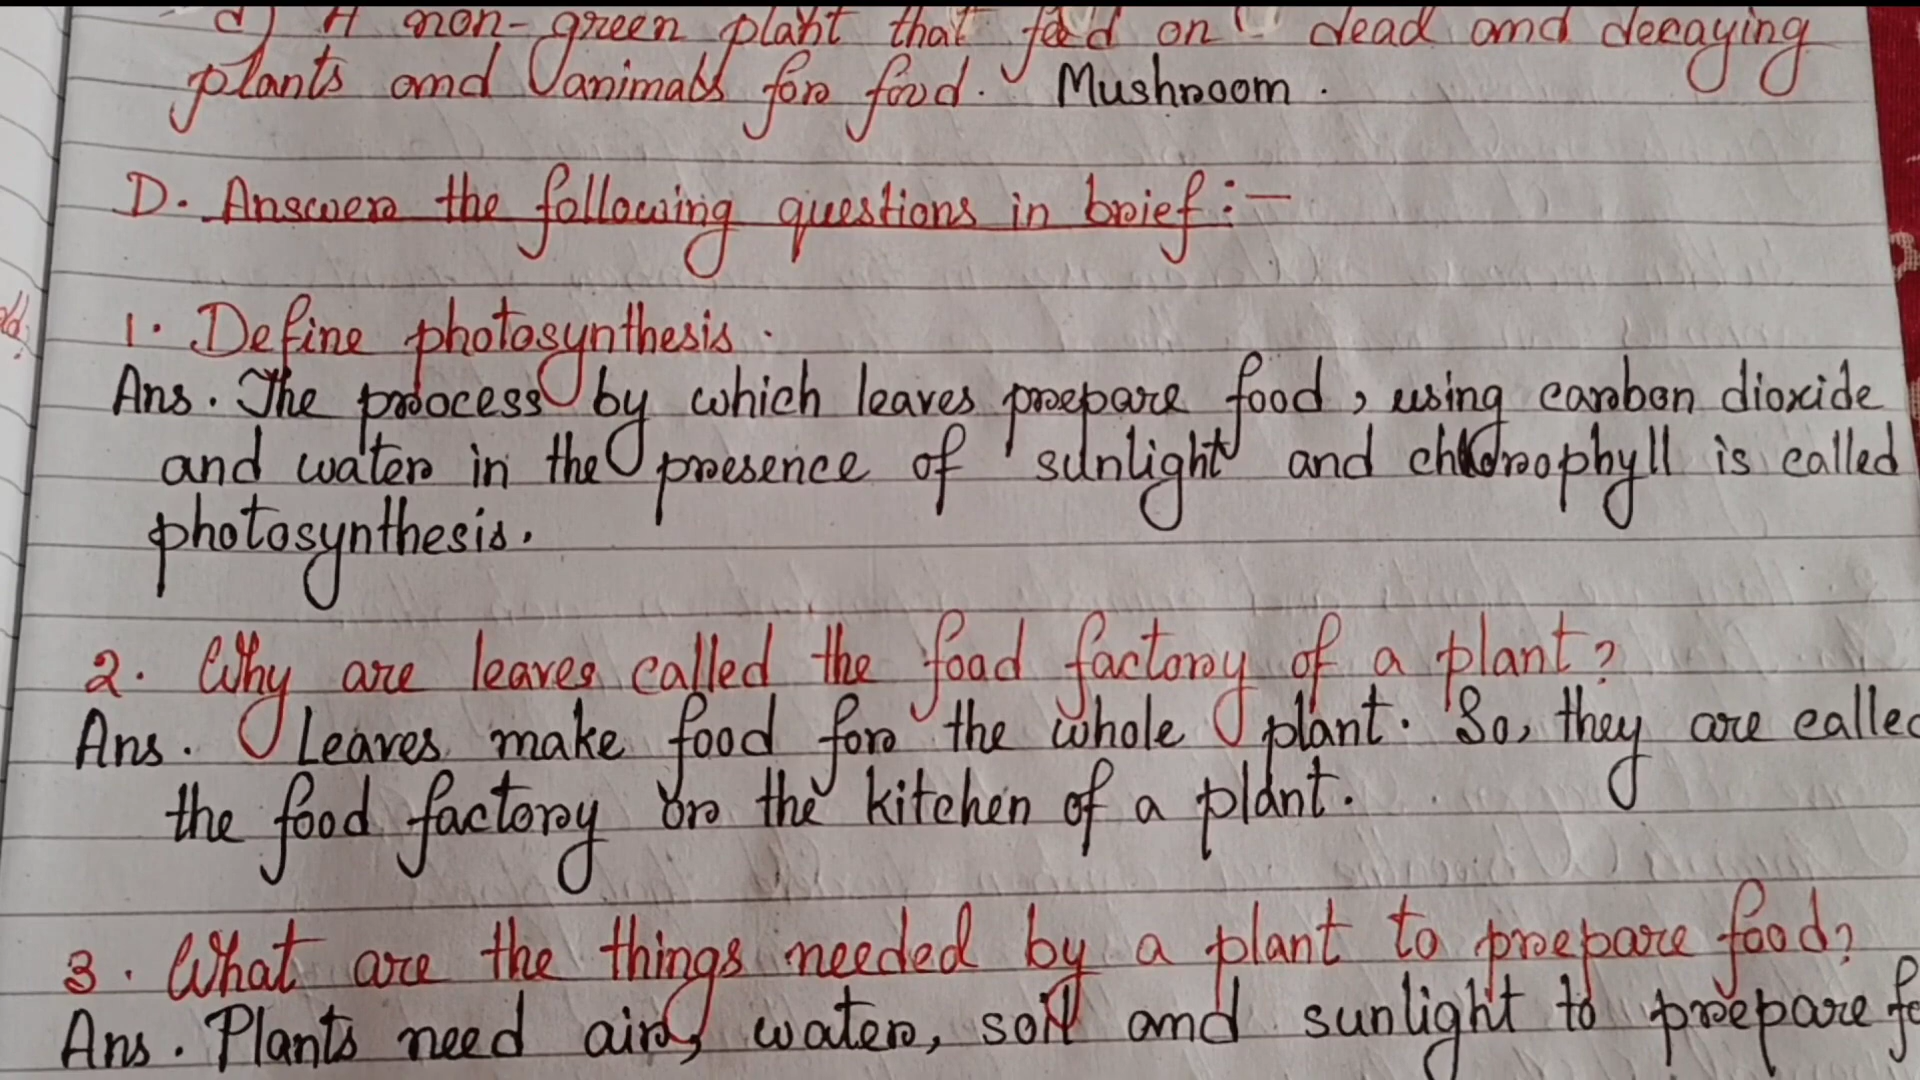 d) A non-green plant that feed on dead and decaying
plants and animals for food. Mushroom.
D. Answer the following questions in brief:-
1. Define photosynthesis.
Ans. The process by which leaves prepare food, using carbon dioxide
and water in the presence of sunlight and chlorophyll is called
photosynthesis.
2. Why are leaves called the food factory of a plant?
Ans. Leaves make food for the whole plant. So, they are called
the food factory or the kitchen of a plant.
3. What are the things needed by a plant to prepare food?
Ans. Plants need air, water, soil and sunlight to prepare